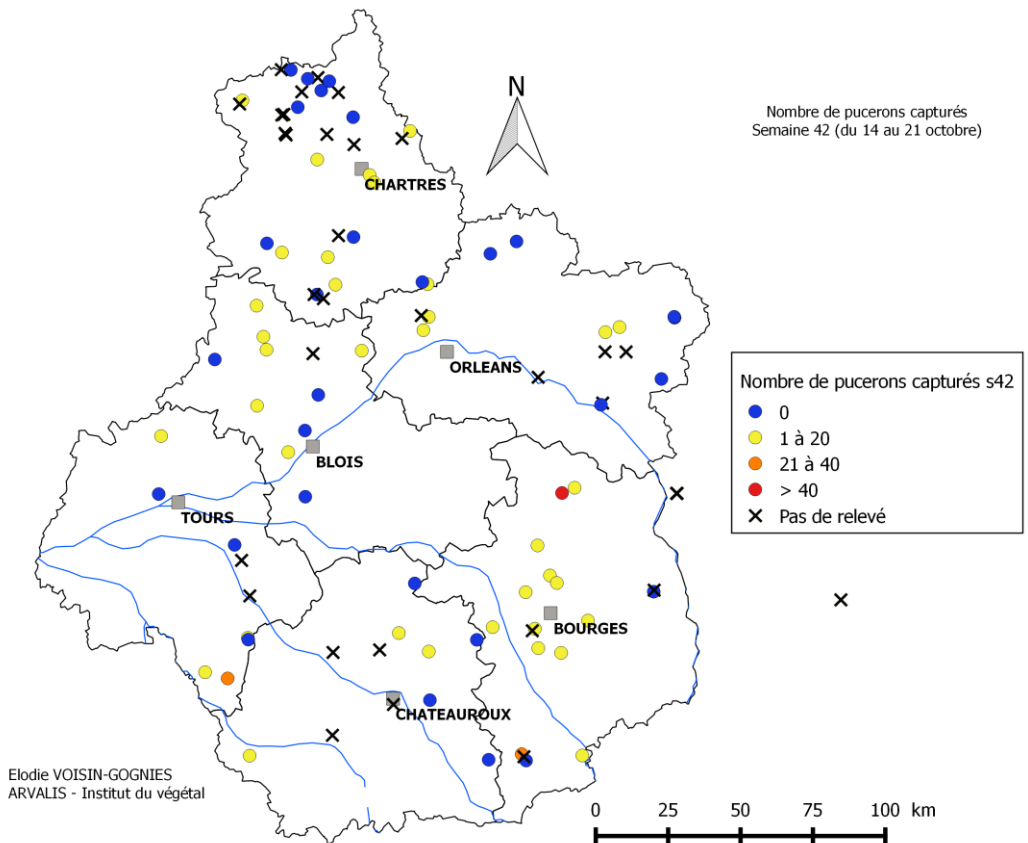 N
Nombre de pucerons capturés
Semaine 42 (du 14 au 21 octobre)
CHARTRES
ORLEANS
BLOIS
TOURS
BOURGES
CHATEAUROUX
Nombre de pucerons capturés s42
0
1 à 20
21 à 40
> 40
Pas de relevé
Elodie VOISIN-GOGNIES
ARVALIS - Institut du végétal
0 25 50 75 100 km